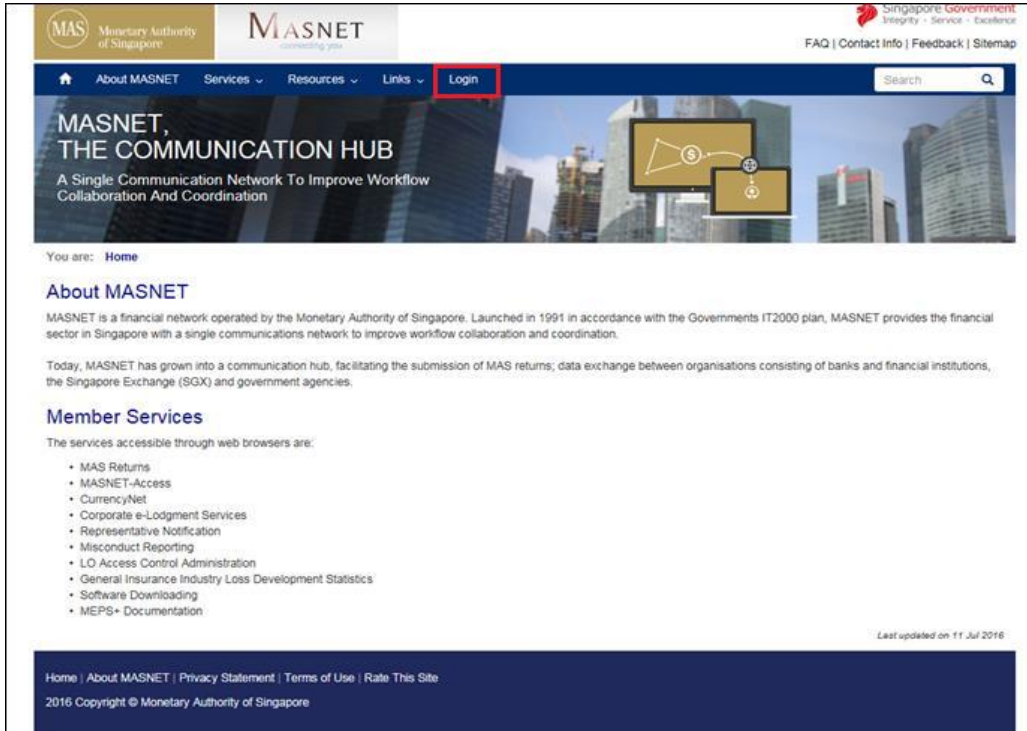 MAS Monetary Authority
of Singapore
MASNET
connecting you
Singapore Government
Integrity · Service · Excellence
FAQ | Contact Info | Feedback | Sitemap
About MASNET Services Resources Links Login Search
MASNET,
THE COMMUNICATION HUB
A Single Communication Network To Improve Workflow
Collaboration And Coordination
$
You are: Home
About MASNET
MASNET is a financial network operated by the Monetary Authority of Singapore. Launched in 1991 in accordance with the Governments IT2000 plan, MASNET provides the financial
sector in Singapore with a single communications network to improve workflow collaboration and coordination.
Today, MASNET has grown into a communication hub, facilitating the submission of MAS returns; data exchange between organisations consisting of banks and financial institutions,
the Singapore Exchange (SGX) and government agencies.
Member Services
The services accessible through web browsers are:
• MAS Returns
• MASNET-Access
• CurrencyNet
• Corporate e-Lodgment Services
• Representative Notification
• Misconduct Reporting
• LO Access Control Administration
• General Insurance Industry Loss Development Statistics
• Software Downloading
• MEPS+ Documentation
Last updated on 11 Jul 2016
Home | About MASNET | Privacy Statement | Terms of Use | Rate This Site
2016 Copyright © Monetary Authority of Singapore